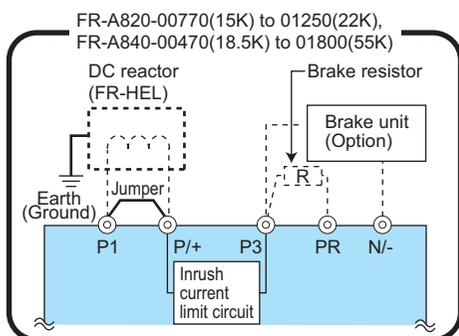 FR-A820-00770(15K) to 01250(22K),
FR-A840-00470(18.5K) to 01800(55K)
DC reactor
(FR-HEL)
Brake resistor
Brake unit
(Option)
R
Earth
(Ground)
Jumper
P1
P/+
P3
PR
N/-
Inrush
current
limit circuit